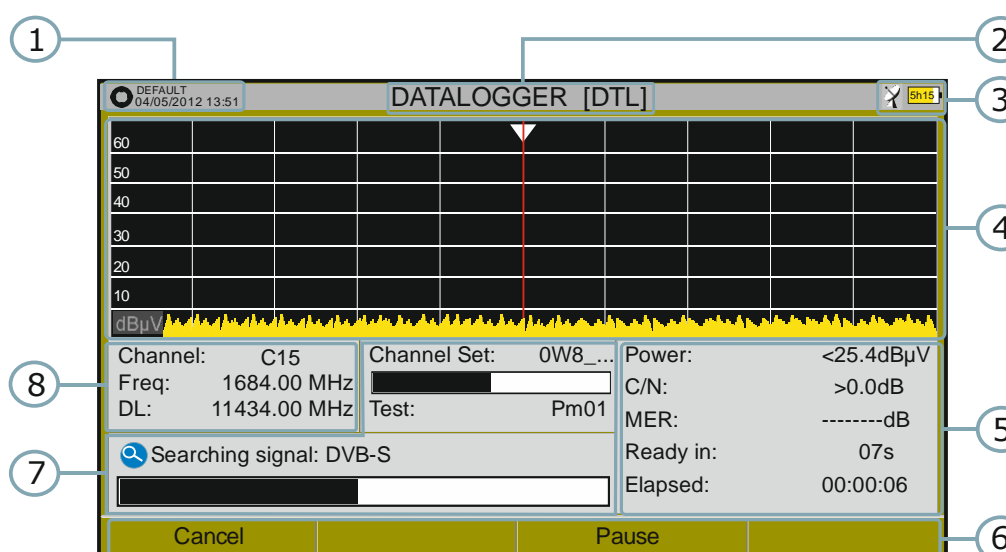 1
2
DEFAULT
04/05/2012 13:51
DATALOGGER [DTL]
5h15
3
60
50
40
30
20
10
dBµV
4
Channel: C15
Freq: 1684.00 MHz
DL: 11434.00 MHz
8
Channel Set: 0W8_...
Test: Pm01
Power: <25.4dBµV
C/N: >0.0dB
MER: --------dB
Ready in: 07s
Elapsed: 00:00:06
5
7
Searching signal: DVB-S
Cancel
Pause
6